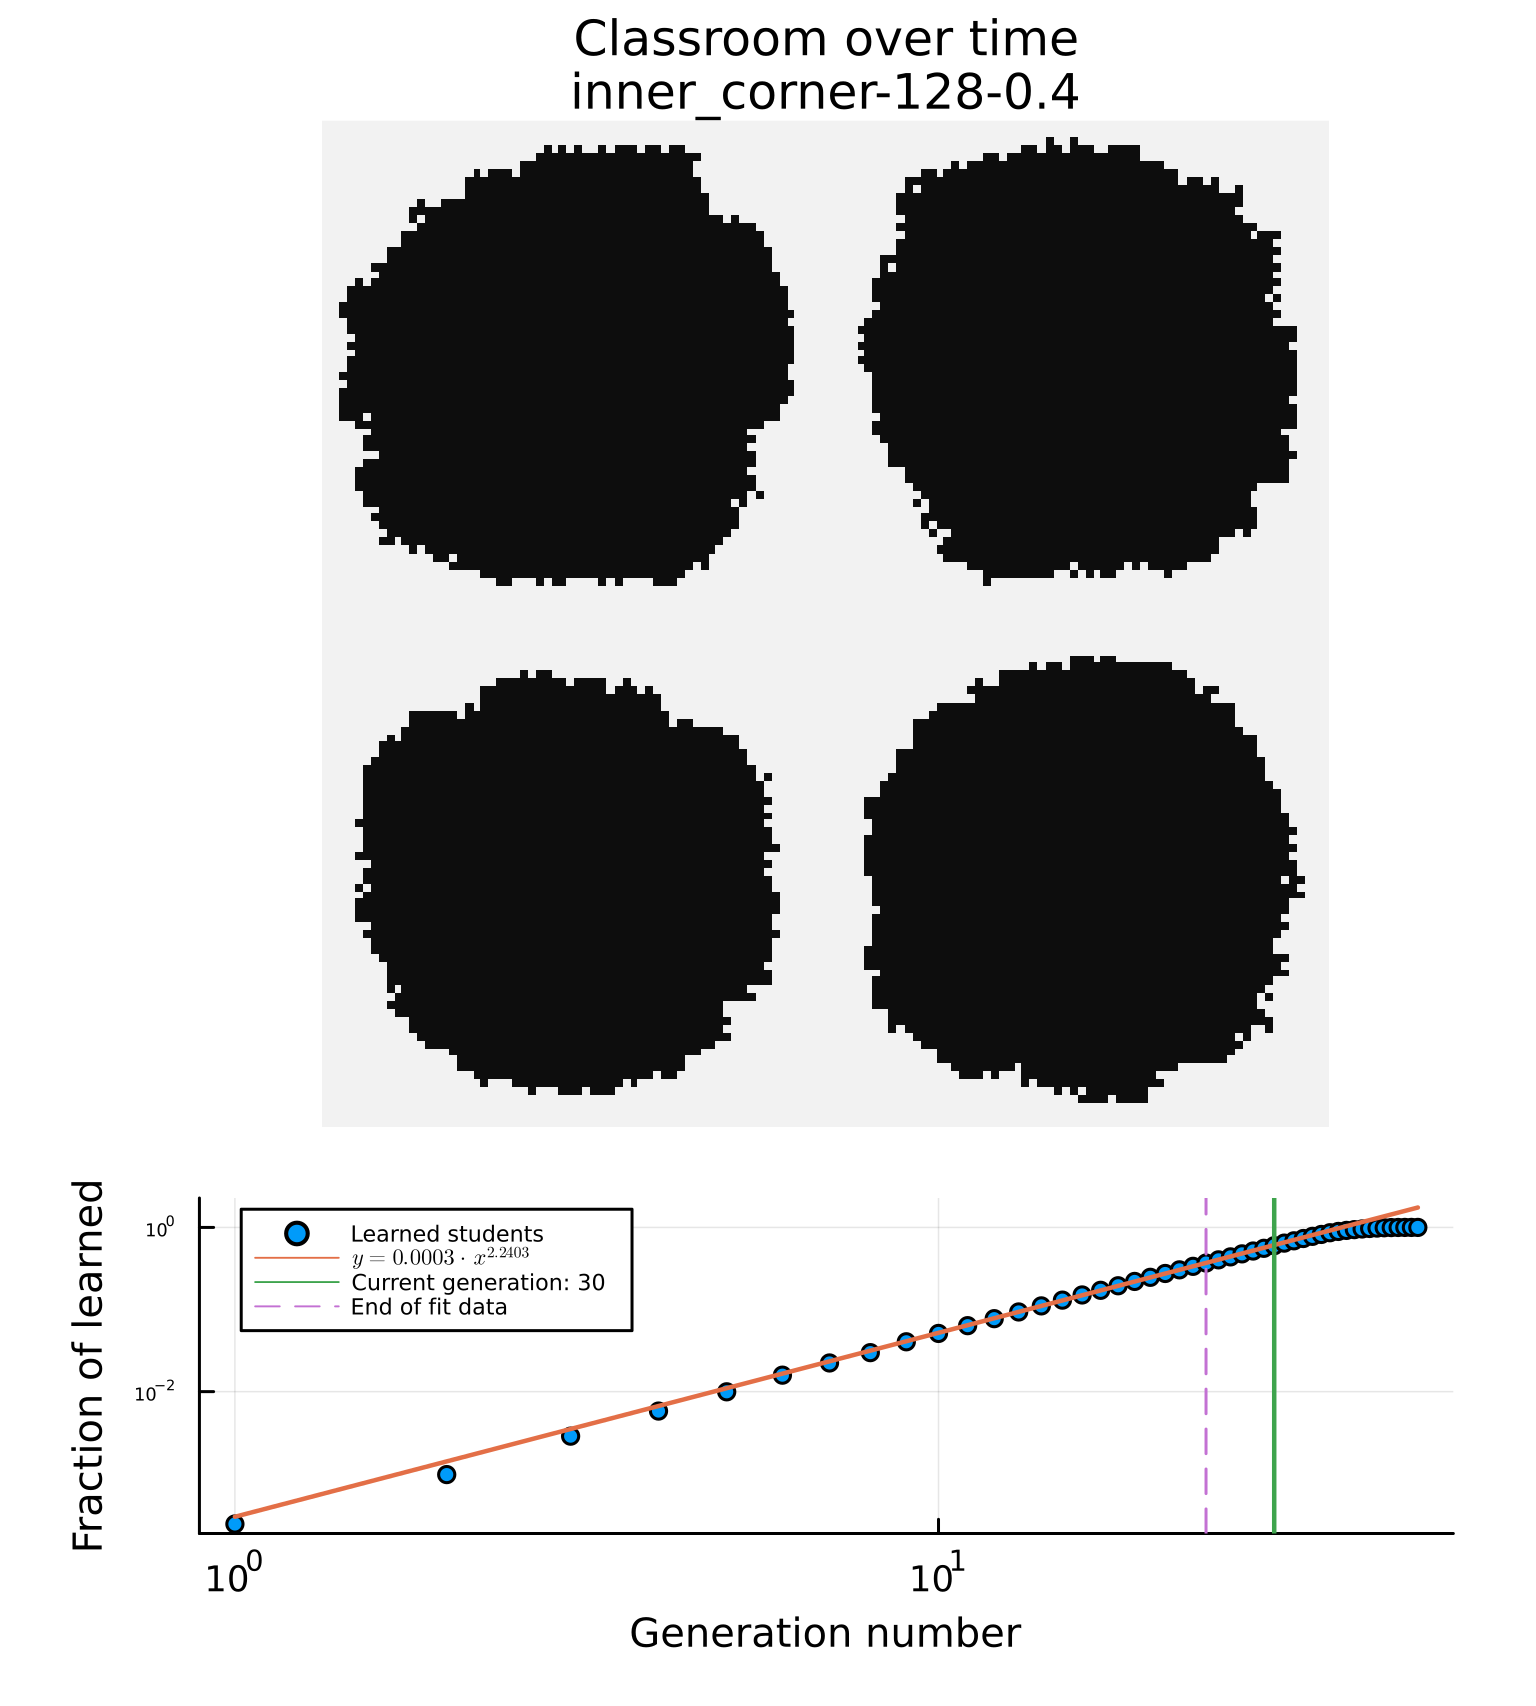 Classroom over time
inner_corner-128-0.4
Fraction of learned
10^0
10^-2
Learned students
y = 0.0003 · x^2.2403
Current generation: 30
End of fit data
10^0
10^1
Generation number